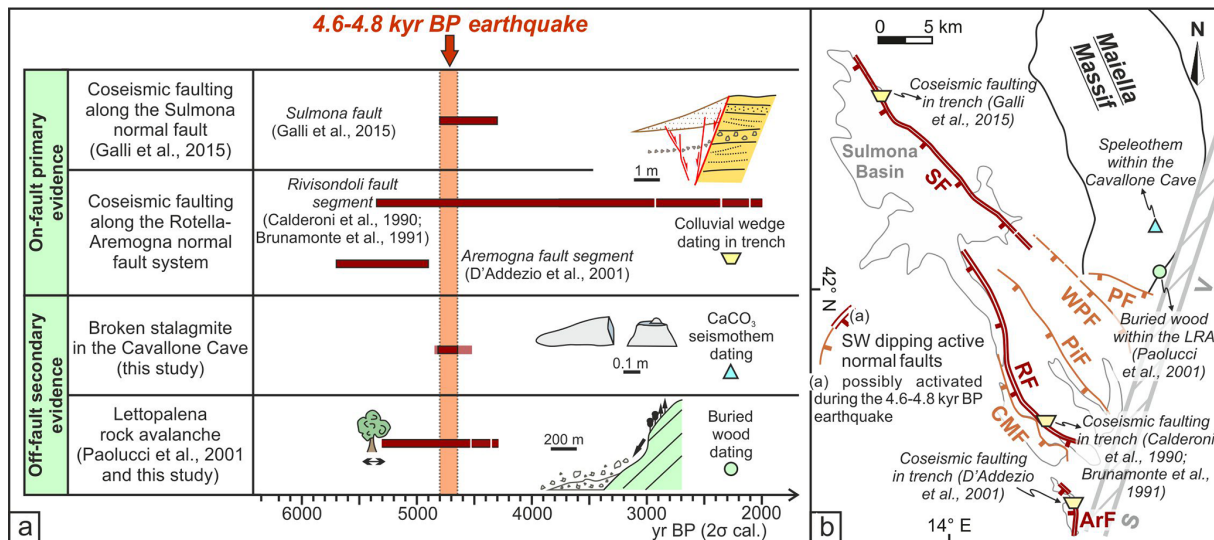 4.6-4.8 kyr BP earthquake
On-fault primary
evidence
Coseismic faulting
along the Sulmona
normal fault
(Galli et al., 2015)
Sulmona fault
(Galli et al., 2015)
1 m
Coseismic faulting
along the Rotella-
Aremogna normal
fault system
Rivisondoli fault
segment
(Calderoni et al., 1990;
Brunamonte et al., 1991)
Aremogna fault segment
(D'Addezio et al., 2001)
Colluvial wedge
dating in trench
Off-fault secondary
evidence
Broken stalagmite
in the Cavallone Cave
(this study)
0.1 m
CaCO3
seismothem
dating
Lettopalena
rock avalanche
(Paolucci et al., 2001
and this study)
200 m
Buried
wood
dating
6000
5000
4000
3000
2000
yr BP (2σ cal.)
a
0 5 km
N
Maiella
Massif
Coseismic faulting
in trench (Galli
et al., 2015)
Sulmona
Basin
SF
Speleothem
within the
Cavallone Cave
42° N
WPF
PF
V
Buried wood
within the LRA
(Paolucci
et al., 2001)
(a)
SW dipping active
normal faults
(a) possibly activated
during the 4.6-4.8 kyr BP
earthquake
PiF
RF
CMF
Coseismic faulting
in trench (Calderoni
et al., 1990;
Brunamonte et al.,
1991)
Coseismic faulting
in trench (D'Addezio
et al., 2001)
ArF
S
14° E
b